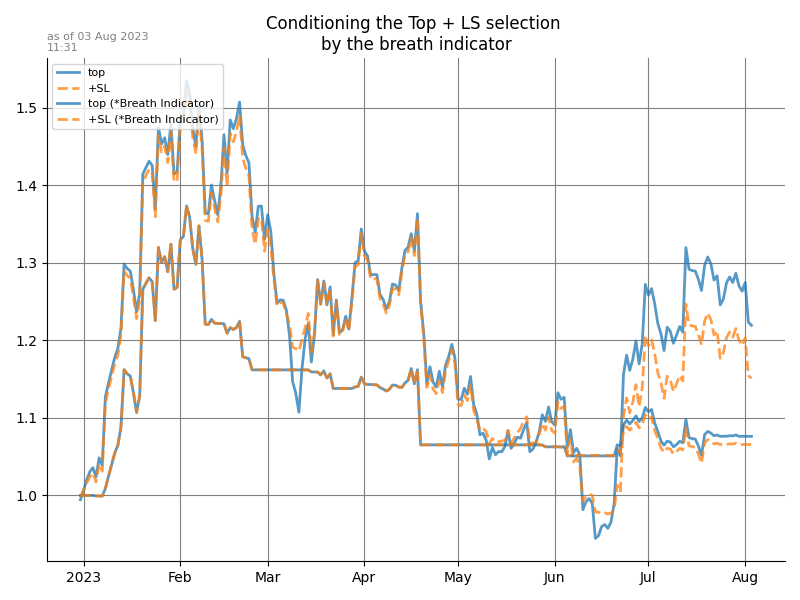 Conditioning the Top + LS selection
by the breath indicator
as of 03 Aug 2023
11:31
top
+SL
top (*Breath Indicator)
+SL (*Breath Indicator)
1.5
1.4
1.3
1.2
1.1
1.0
2023 Feb Mar Apr May Jun Jul Aug